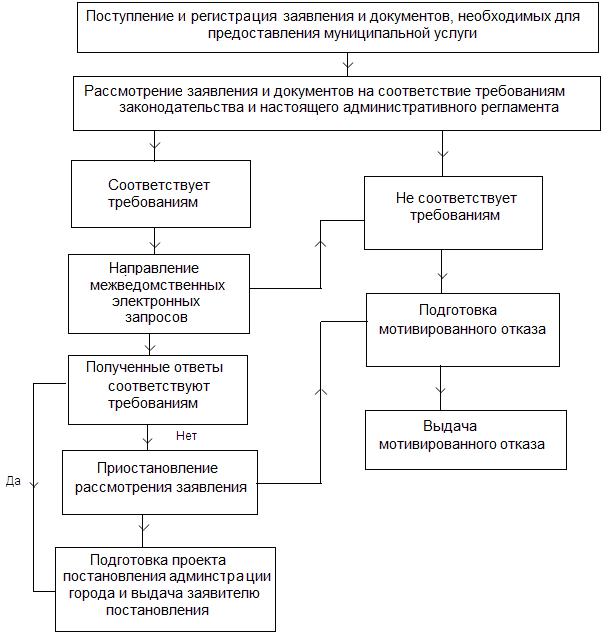 Поступление и регистрация заявления и документов, необходимых для
предоставления муниципальной услуги
Рассмотрение заявления и документов на соответствие требованиям
законодательства и настоящего административного регламента
Соответствует
требованиям
Не соответствует
требованиям
Направление
межведомственных
электронных
запросов
Подготовка
мотивированного отказа
Полученные ответы
соответствуют
требованиям
Выдача
мотивированного отказа
Нет
Приостановление
рассмотрения заявления
Да
Подготовка проекта
постановления админстрации
города и выдача заявителю
постановления